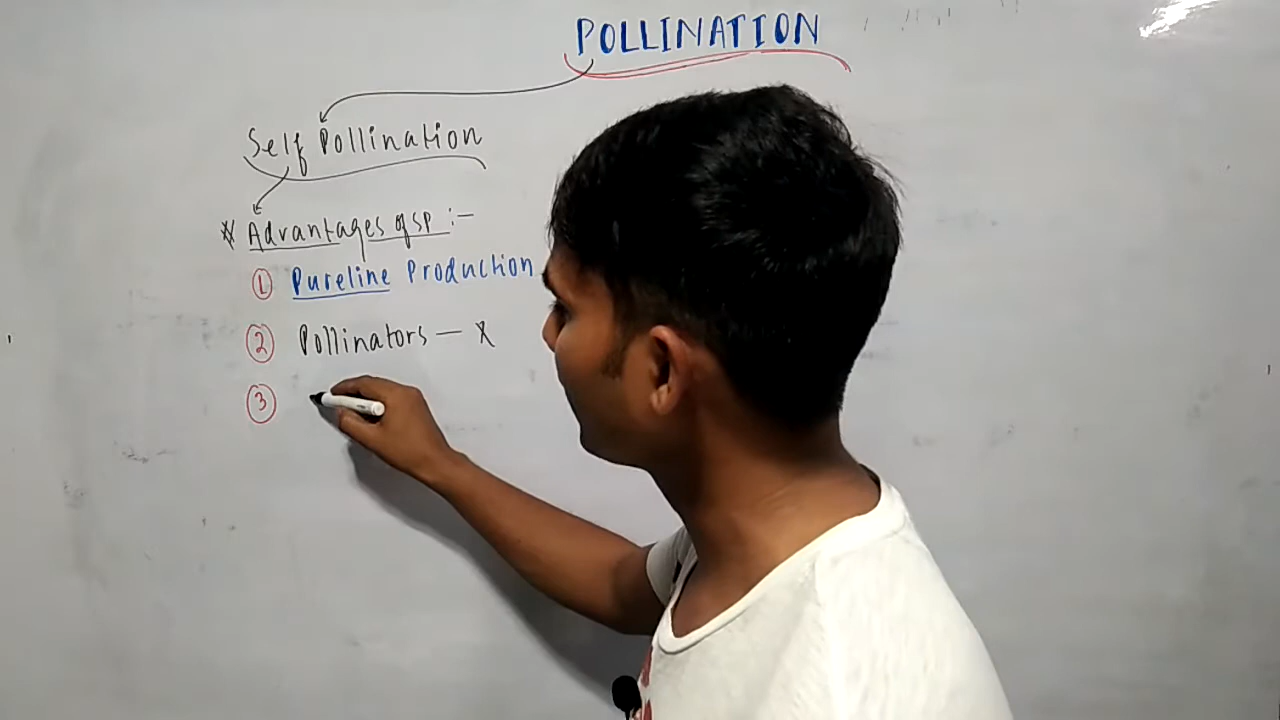 POLLINATION
Self Pollination
* Advantages of SP :-
① Pureline Production
② Pollinators — X
③